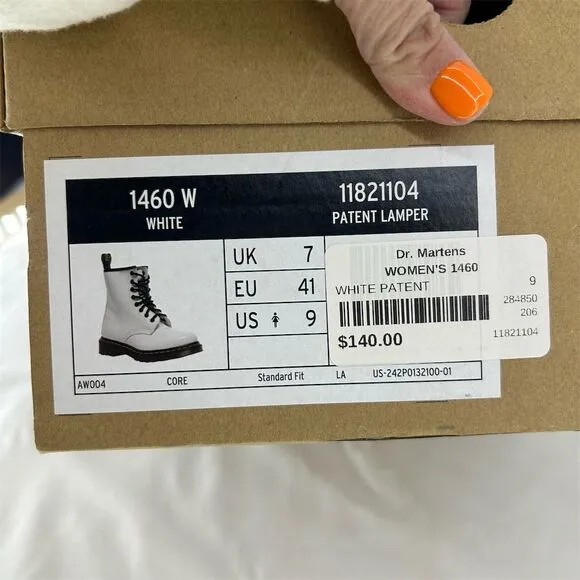 1460 W
WHITE
11821104
PATENT LAMPER
UK 7
EU 41
US 9
Dr. Martens
WOMEN'S 1460
WHITE PATENT
9
284850
206
$140.00
11821104
AW004 CORE Standard Fit LA US-242P0132100-01